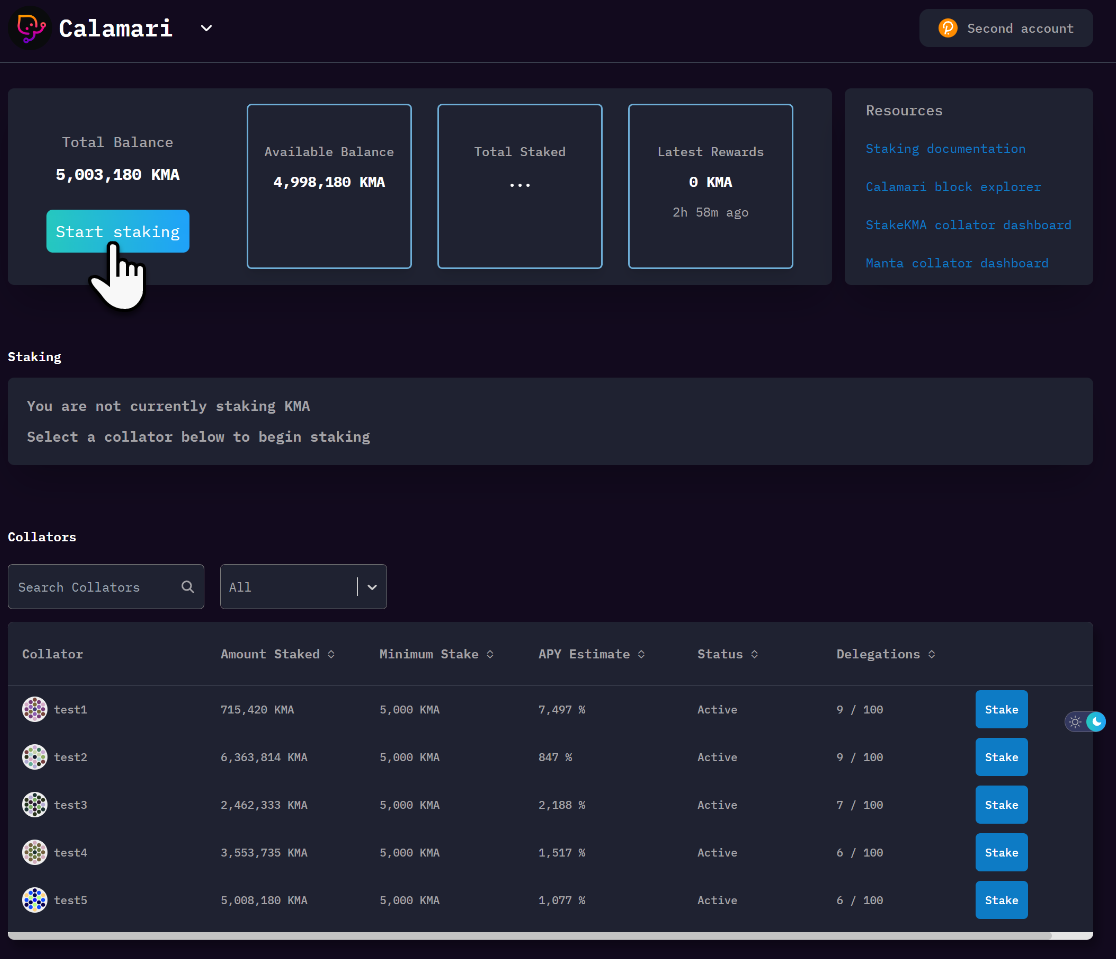 Calamari
Second account
Total Balance
5,003,180 KMA
Start staking
Available Balance
4,998,180 KMA
Total Staked
...
Latest Rewards
0 KMA
2h 58m ago
Resources
Staking documentation
Calamari block explorer
StakeKMA collator dashboard
Manta collator dashboard
Staking
You are not currently staking KMA
Select a collator below to begin staking
Collators
Search Collators
All
Collator Amount Staked Minimum Stake APY Estimate Status Delegations
test1 715,420 KMA 5,000 KMA 7,497 % Active 9 / 100 Stake
test2 6,363,814 KMA 5,000 KMA 847 % Active 9 / 100 Stake
test3 2,462,333 KMA 5,000 KMA 2,188 % Active 7 / 100 Stake
test4 3,553,735 KMA 5,000 KMA 1,517 % Active 6 / 100 Stake
test5 5,008,180 KMA 5,000 KMA 1,077 % Active 6 / 100 Stake